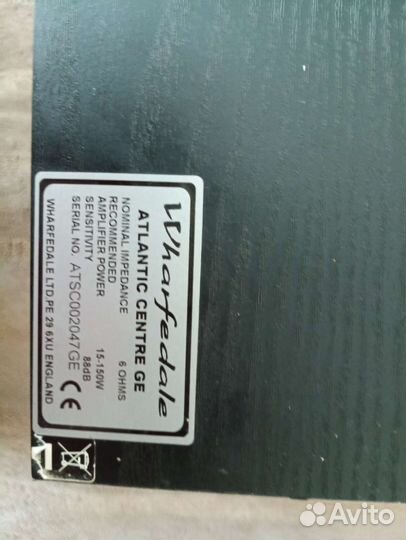 Wharfedale
ATLANTIC CENTRE GE
NOMINAL IMPEDANCE 6 OHMS
RECOMMENDED
AMPLIFIER POWER 15-150W
SENSITIVITY 88dB
SERIAL NO. ATSC002047GE CE
WHARFEDALE LTD.PE 29 6XU ENGLAND
Avito